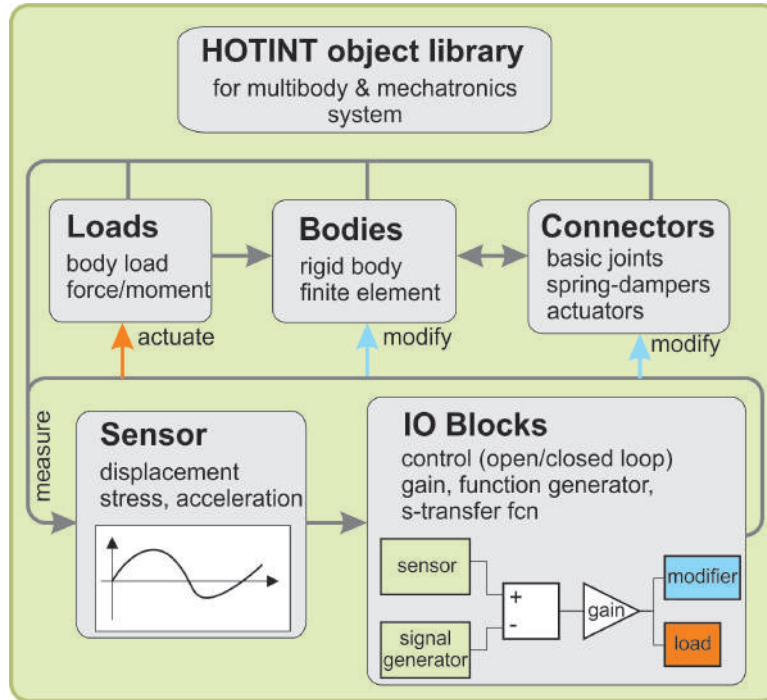 HOTINT object library
for multibody & mechatronics
system
Loads
body load
force/moment
Bodies
rigid body
finite element
Connectors
basic joints
spring-dampers
actuators
actuate
modify
modify
measure
Sensor
displacement
stress, acceleration
IO Blocks
control (open/closed loop)
gain, function generator,
s-transfer fcn
sensor
signal
generator
+
-
gain
modifier
load